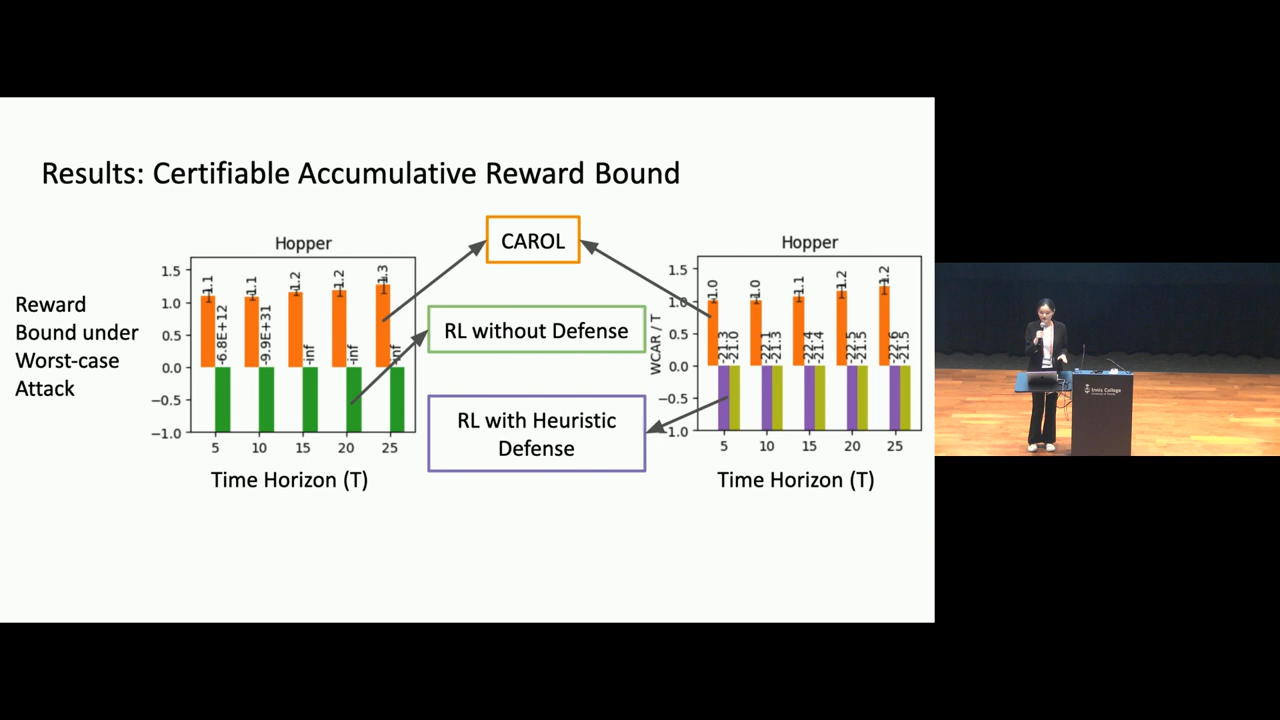 Results: Certifiable Accumulative Reward Bound
Reward
Bound under
Worst-case
Attack
Hopper
1.5
1.0
0.5
0.0
−0.5
−1.0
1.1
1.1
1.2
1.2
1.3
-6.8E+12
-9.9E+31
-inf
-inf
-inf
5 10 15 20 25
Time Horizon (T)
CAROL
RL without Defense
RL with Heuristic
Defense
Hopper
WCAR / T
1.5
1.0
0.5
0.0
−0.5
-1.0
1.0
1.0
1.1
1.2
1.2
-21.3
-21.0
-22.1
-21.3
-22.4
-21.4
-22.5
-21.5
-22.6
-21.5
5 10 15 20 25
Time Horizon (T)
Innis College